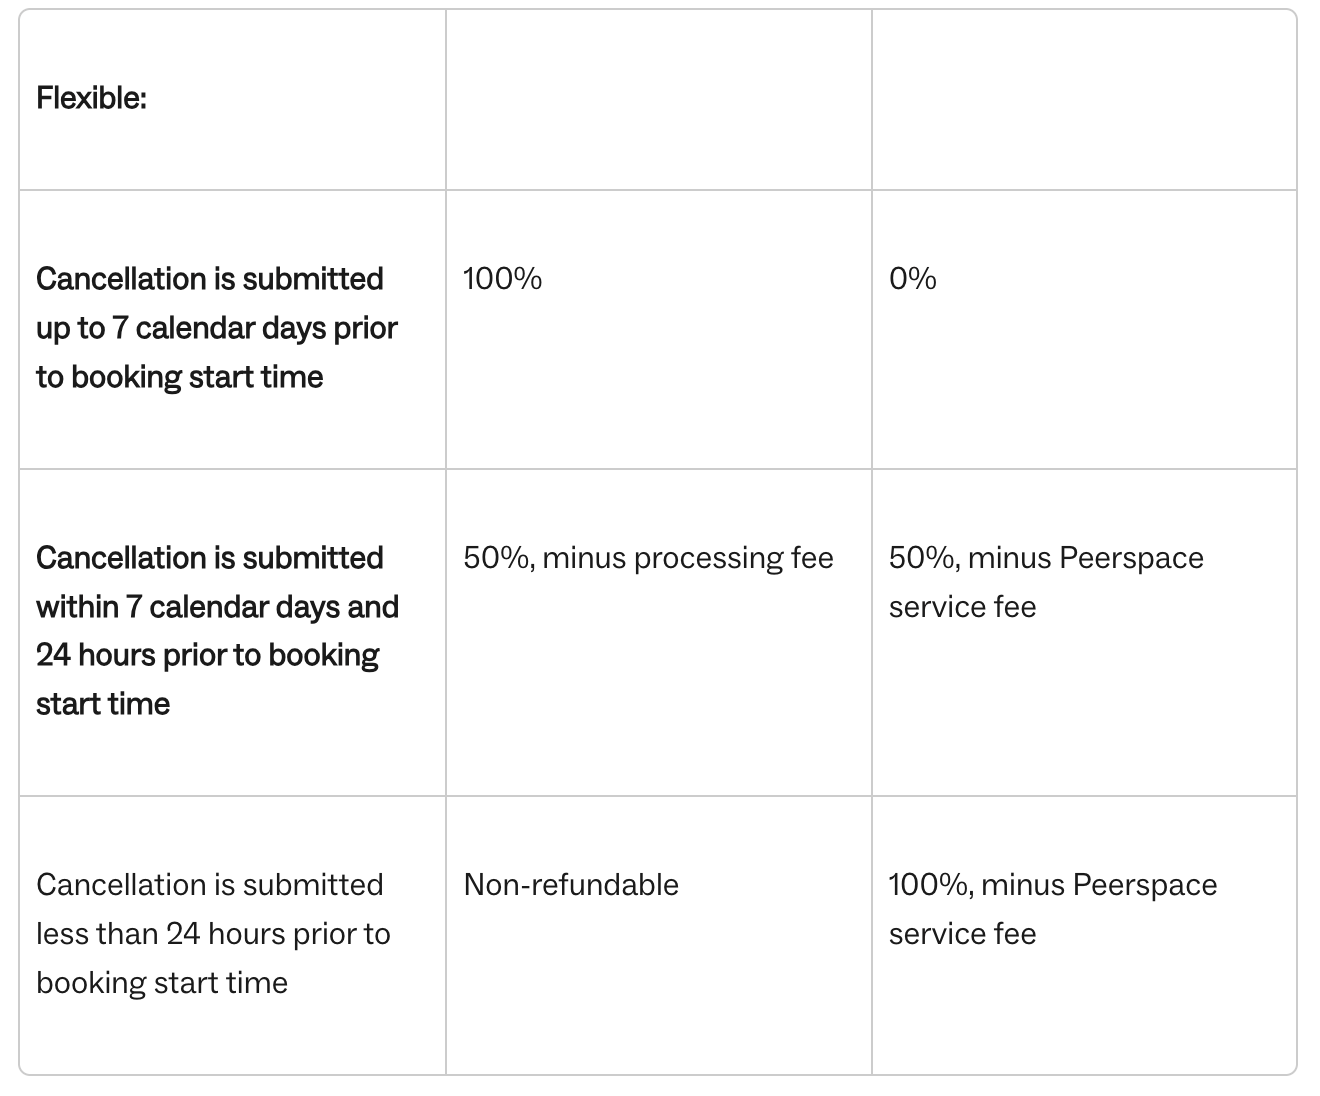 Flexible:
Cancellation is submitted
up to 7 calendar days prior
to booking start time
100%
0%
Cancellation is submitted
within 7 calendar days and
24 hours prior to booking
start time
50%, minus processing fee
50%, minus Peerspace
service fee
Cancellation is submitted
less than 24 hours prior to
booking start time
Non-refundable
100%, minus Peerspace
service fee